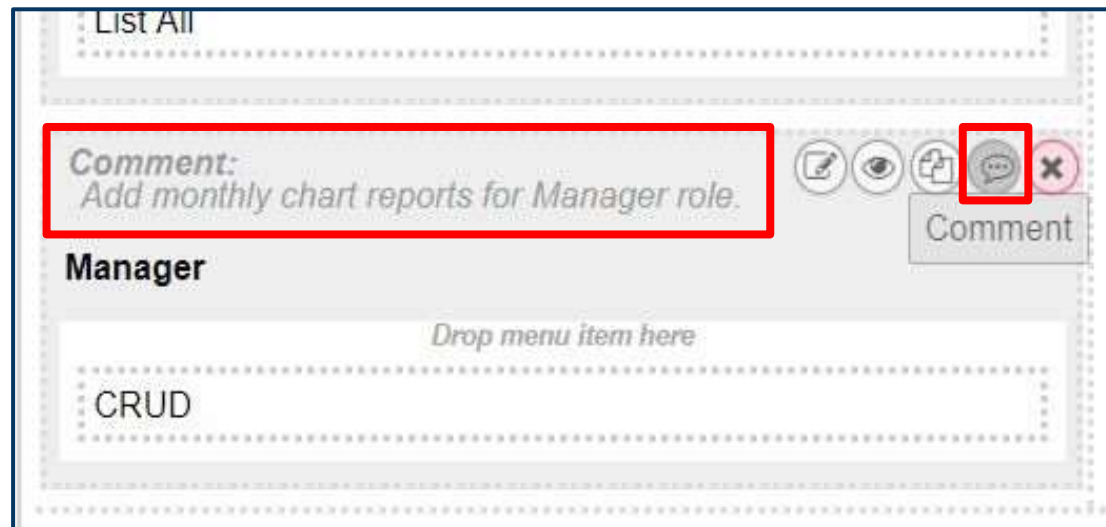 List All
Comment:
Add monthly chart reports for Manager role.
Comment
Manager
Drop menu item here
CRUD